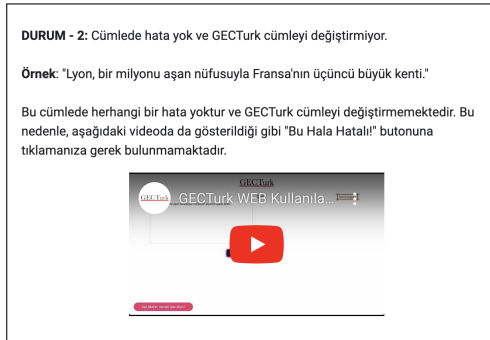 DURUM - 2: Cümlede hata yok ve GECTurk cümleyi değiştirmiyor.
Örnek: "Lyon, bir milyonu aşan nüfusuyla Fransa'nın üçüncü büyük kenti."
Bu cümlede herhangi bir hata yoktur ve GECTurk cümleyi değiştirmemektedir. Bu
nedenle, aşağıdaki videoda da gösterildiği gibi "Bu Hala Hatalı!" butonuna
tıklamanıza gerek bulunmamaktadır.
GECTurk
GECTurk GECTurk WEB Kullanıla...